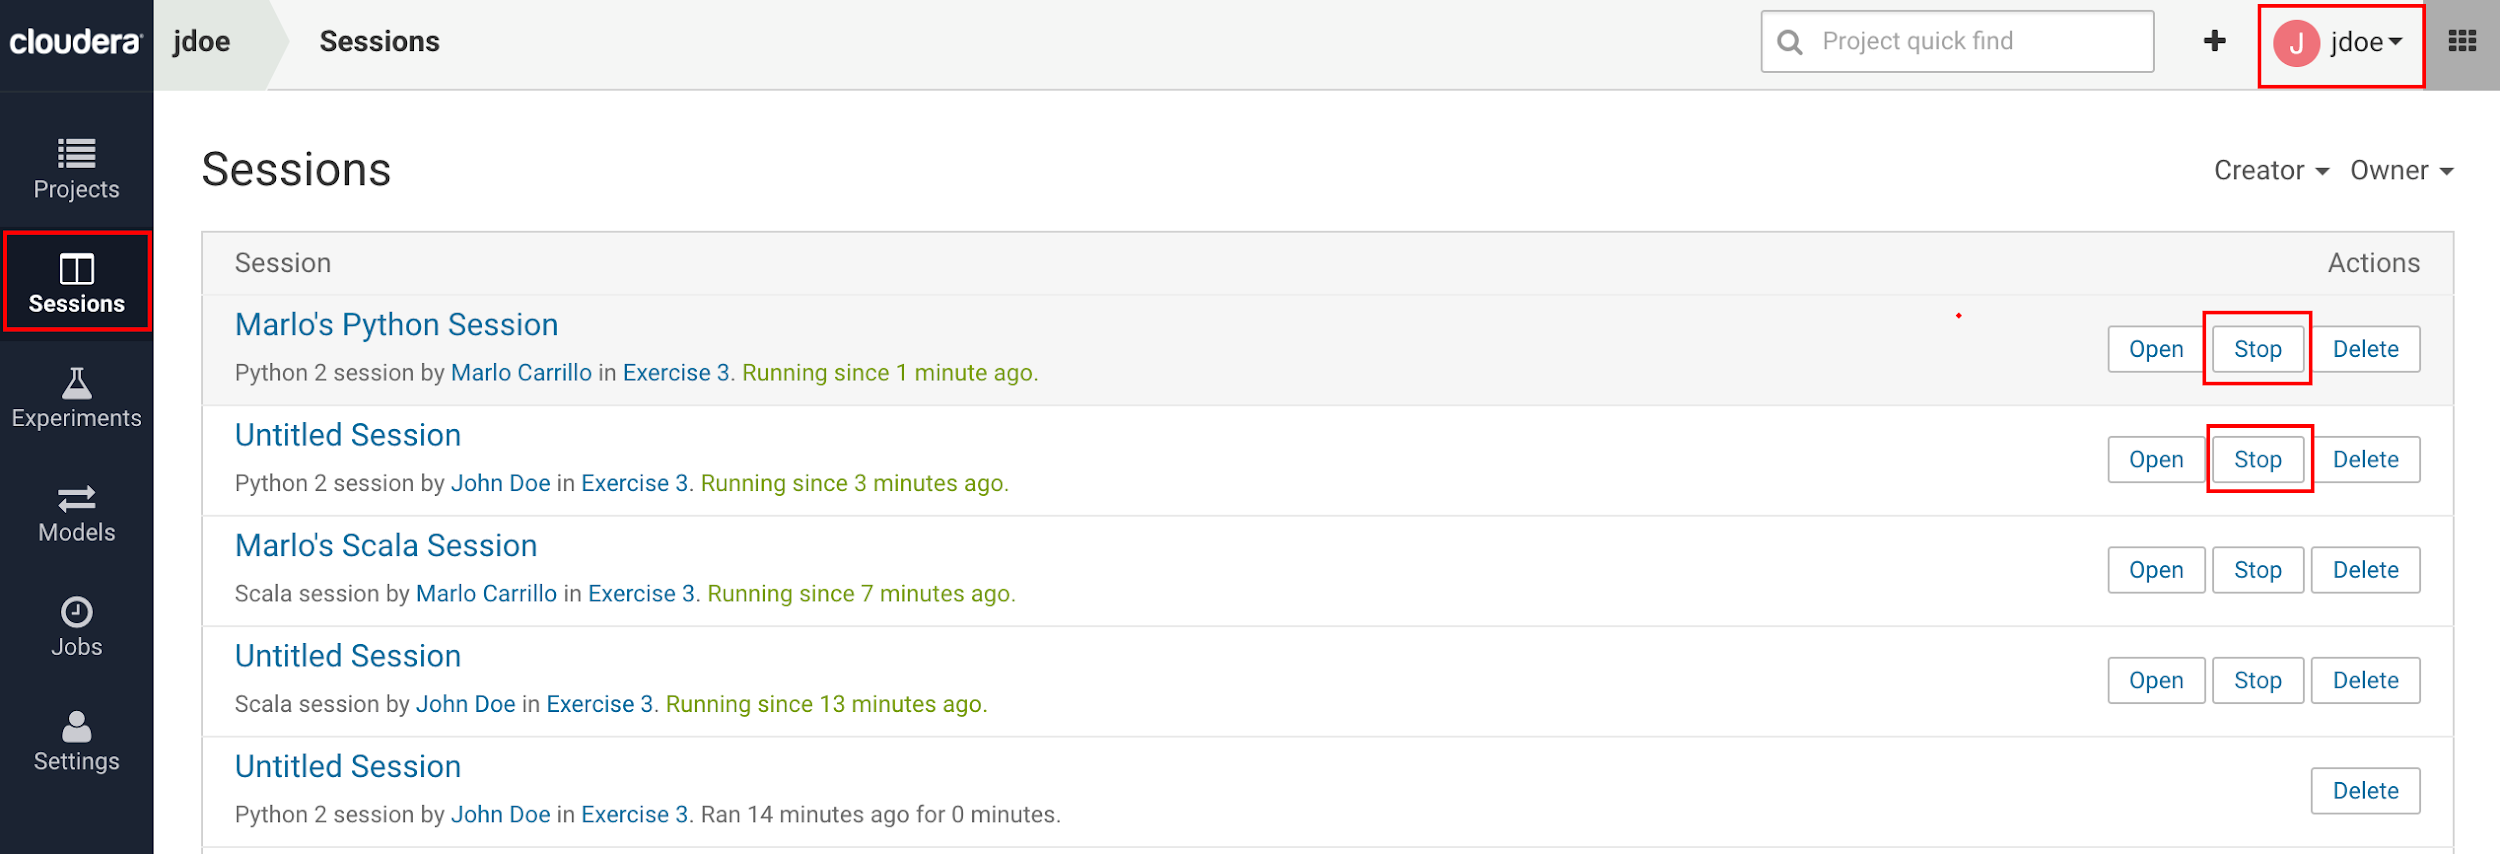 cloudera
jdoe
Sessions
Project quick find
J jdoe
Projects
Sessions
Experiments
Models
Jobs
Settings
Sessions
Creator Owner
Session Actions
Marlo's Python Session
Python 2 session by Marlo Carrillo in Exercise 3. Running since 1 minute ago.
Open Stop Delete
Untitled Session
Python 2 session by John Doe in Exercise 3. Running since 3 minutes ago.
Open Stop Delete
Marlo's Scala Session
Scala session by Marlo Carrillo in Exercise 3. Running since 7 minutes ago.
Open Stop Delete
Untitled Session
Scala session by John Doe in Exercise 3. Running since 13 minutes ago.
Open Stop Delete
Untitled Session
Python 2 session by John Doe in Exercise 3. Ran 14 minutes ago for 0 minutes.
Delete